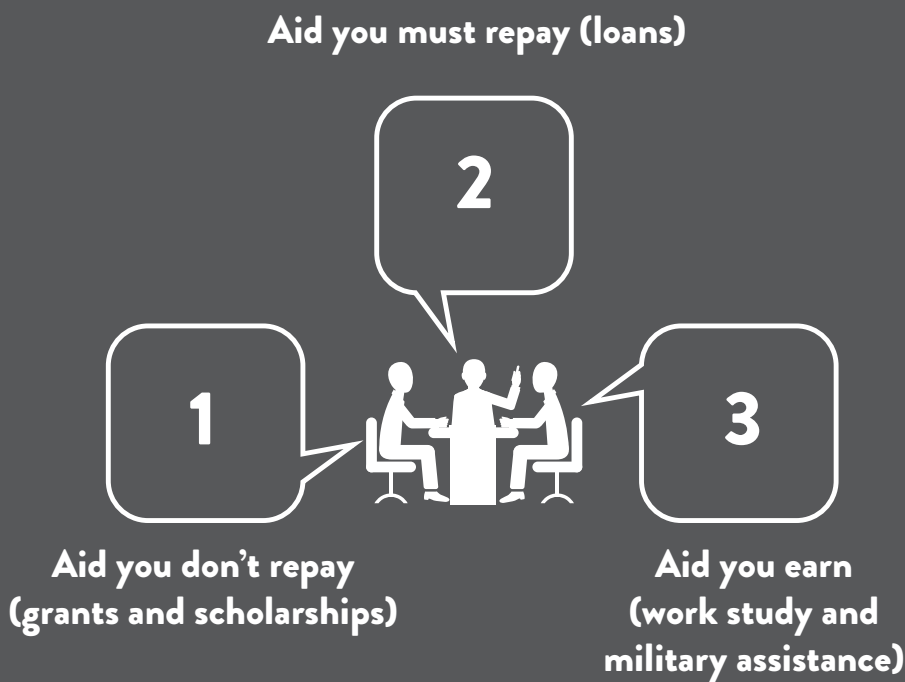 Aid you must repay (loans)
2
1
3
Aid you don’t repay
(grants and scholarships)
Aid you earn
(work study and
military assistance)